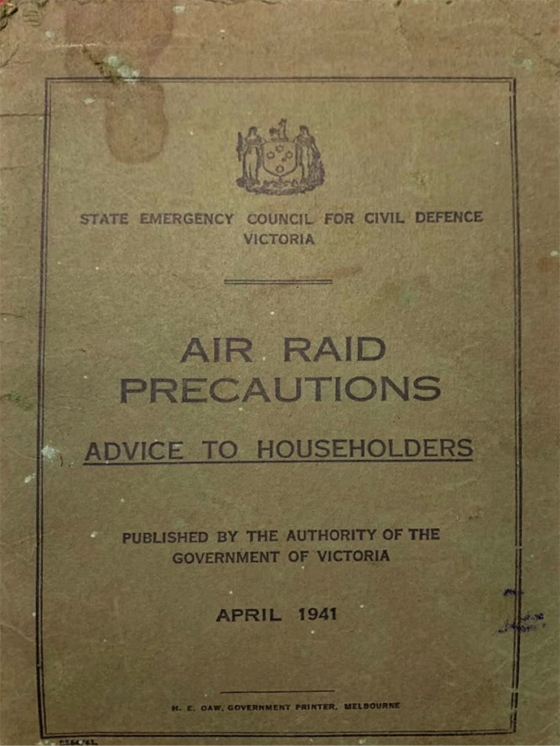 STATE EMERGENCY COUNCIL FOR CIVIL DEFENCE
VICTORIA
AIR RAID
PRECAUTIONS
ADVICE TO HOUSEHOLDERS
PUBLISHED BY THE AUTHORITY OF THE
GOVERNMENT OF VICTORIA
APRIL 1941
H. E. DAW, GOVERNMENT PRINTER, MELBOURNE